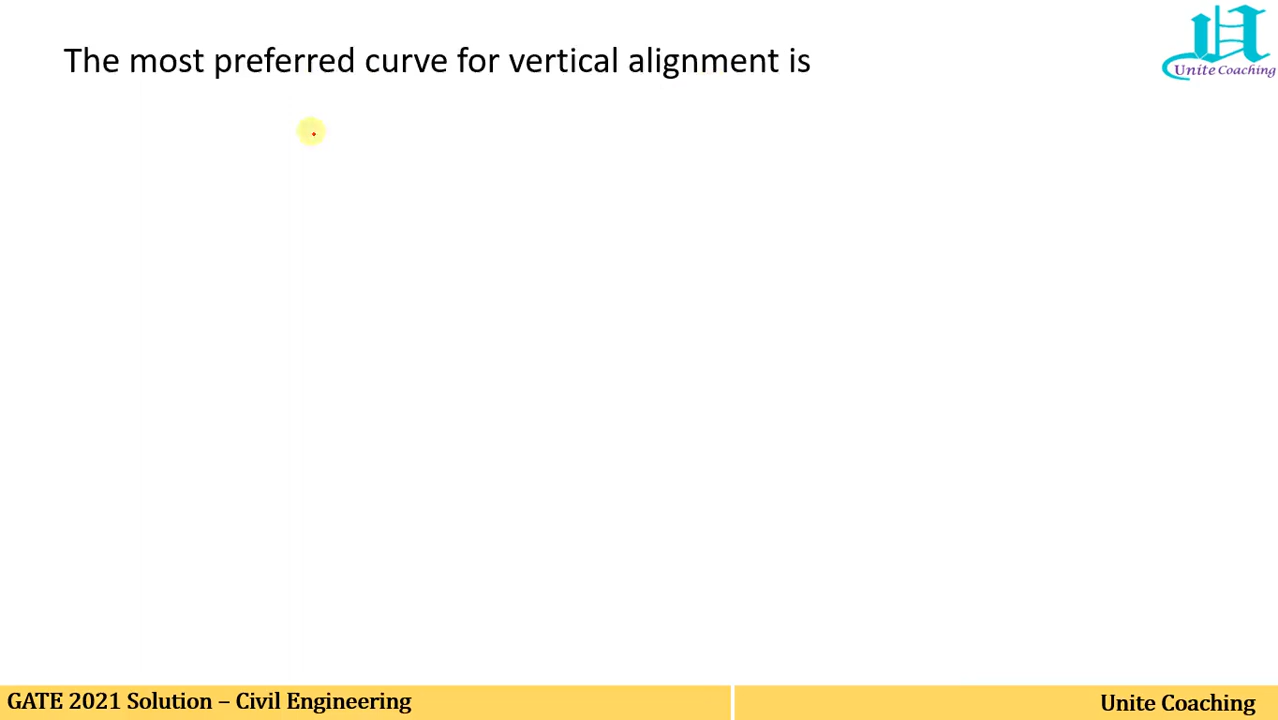 The most preferred curve for vertical alignment is
Unite Coaching
GATE 2021 Solution – Civil Engineering
Unite Coaching